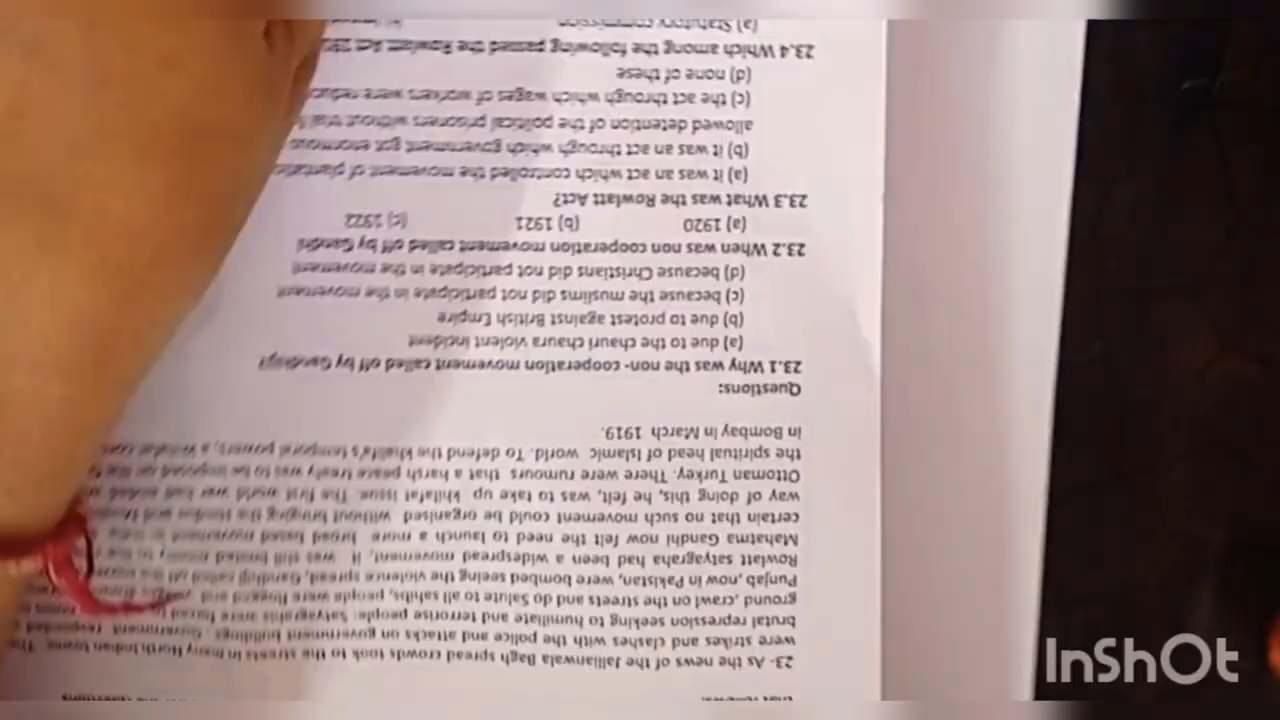 23- As the news of the Jallianwala Bagh spread crowds took to the streets in many North Indian towns. The
were strikes and clashes with the police and attacks on government buildings. Government responded
brutal repression seeking to humiliate and terrorise people: Satyagrahis were forced to
ground ,crawl on the streets and do Salute to all sahibs, people were flogged and
Punjab ,now in Pakistan, were bombed seeing the violence spread, Gandhiji called off the
Rowlatt satyagraha had been a widespread movement, it was still limited
Mahatma Gandhi now felt the need to launch a more broad based movement in
certain that no such movement could be organised without bringing the Hindus and
way of doing this, he felt, was to take up khilafat issue. The first world war had ended
Ottoman Turkey. There were rumours that a harsh peace treaty was to be imposed on the
the spiritual head of Islamic world. To defend the khalifa's temporal powers, a khilafat
in Bombay in March 1919.
Questions:
23.1 Why was the non- cooperation movement called off by Gandhiji?
(a) due to the chauri chaura violent incident
(b) due to protest against British Empire
(c) because the muslims did not participate in the movement
(d) because Christians did not participate in the movement
23.2 When was non cooperation movement called off by Gandhi
(a) 1920 (b) 1921 (c) 1922
23.3 What was the Rowlatt Act?
(a) it was an act which controlled the movement of
(b) it was an act through which government got enormous
allowed detention of the political prisoners without trial
(c) the act through which wages of workers were
(d) none of these
23.4 Which among the following passed the Rowlatt Act
(a) Statutory commission
InShOt